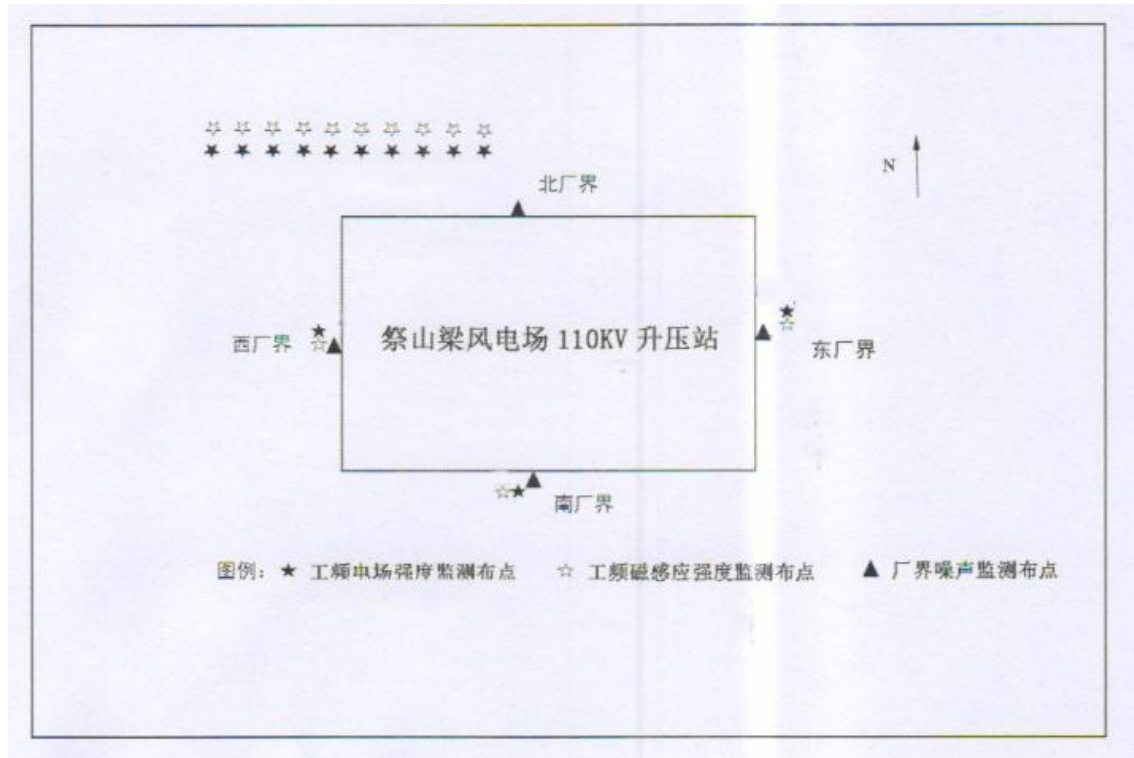 N
北厂界
西厂界
祭山梁风电场 110KV 升压站
东厂界
南厂界
图例: ★ 工频电场强度监测布点 ☆ 工频磁感应强度监测布点 ▲ 厂界噪声监测布点